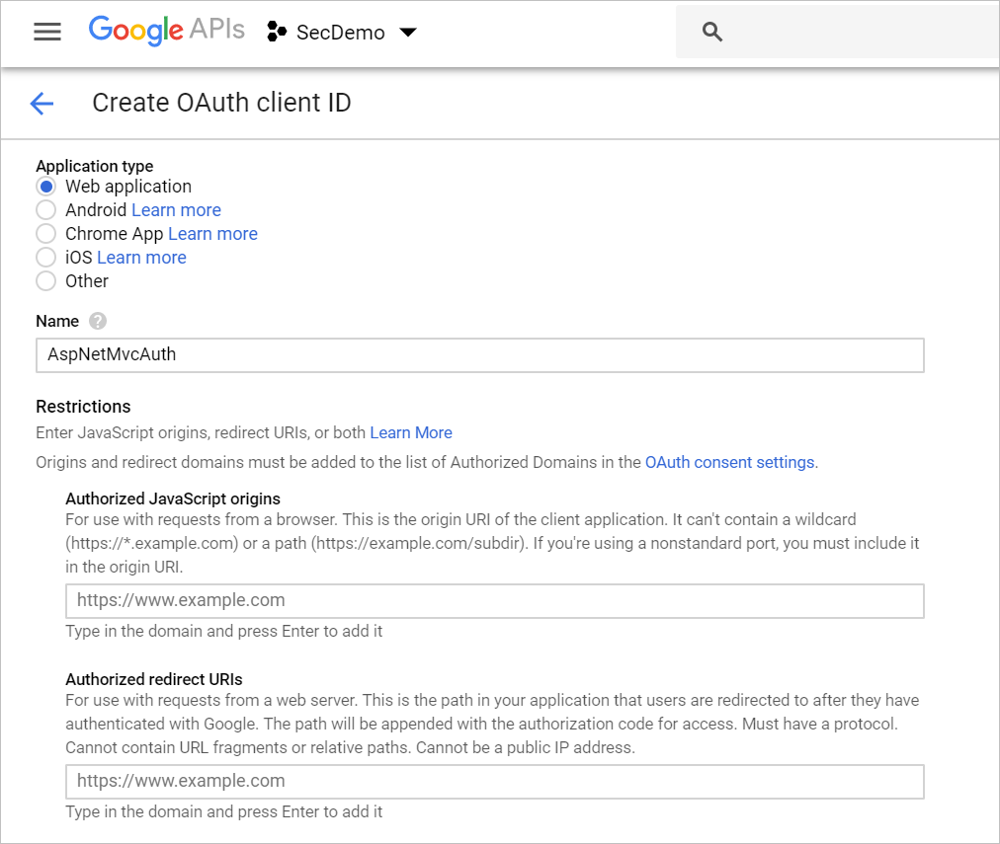 Google APIs SecDemo
Create OAuth client ID
Application type
Web application
Android Learn more
Chrome App Learn more
iOS Learn more
Other
Name ?
AspNetMvcAuth
Restrictions
Enter JavaScript origins, redirect URIs, or both Learn More
Origins and redirect domains must be added to the list of Authorized Domains in the OAuth consent settings.
Authorized JavaScript origins
For use with requests from a browser. This is the origin URI of the client application. It can't contain a wildcard
(https://*.example.com) or a path (https://example.com/subdir). If you're using a nonstandard port, you must include it
in the origin URI.
https://www.example.com
Type in the domain and press Enter to add it
Authorized redirect URIs
For use with requests from a web server. This is the path in your application that users are redirected to after they have
authenticated with Google. The path will be appended with the authorization code for access. Must have a protocol.
Cannot contain URL fragments or relative paths. Cannot be a public IP address.
https://www.example.com
Type in the domain and press Enter to add it